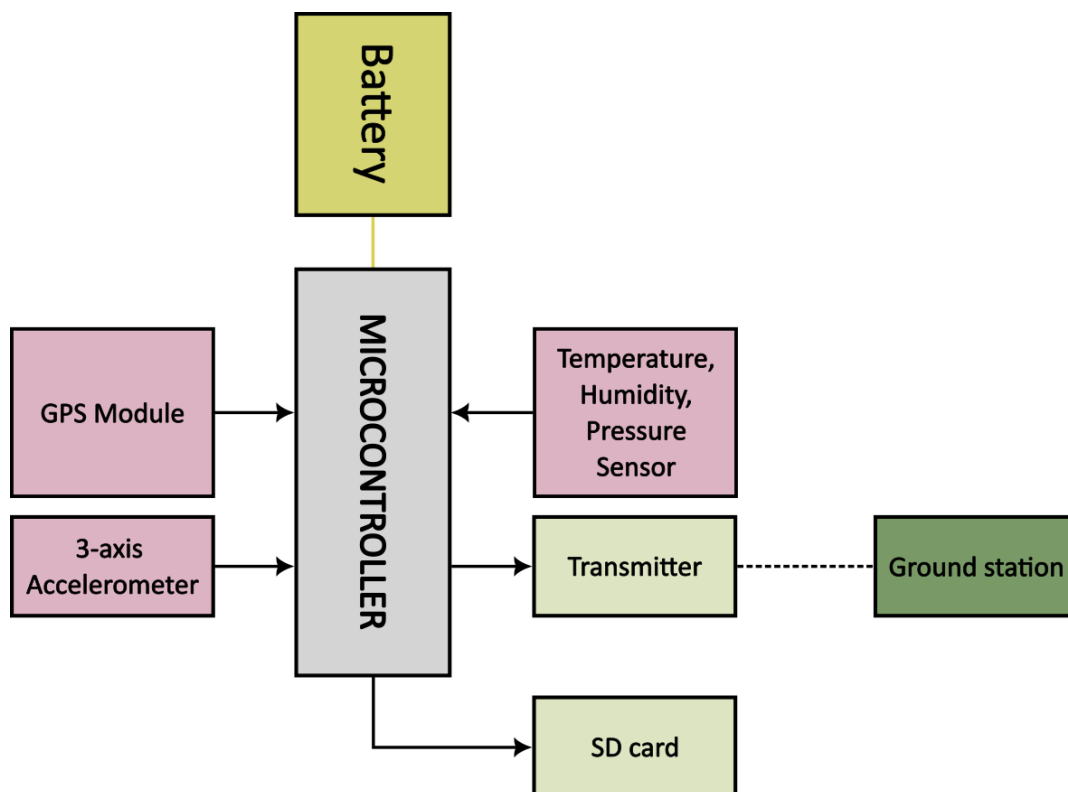 Battery
MICROCONTROLLER
GPS Module
Temperature,
Humidity,
Pressure
Sensor
3-axis
Accelerometer
Transmitter
Ground station
SD card